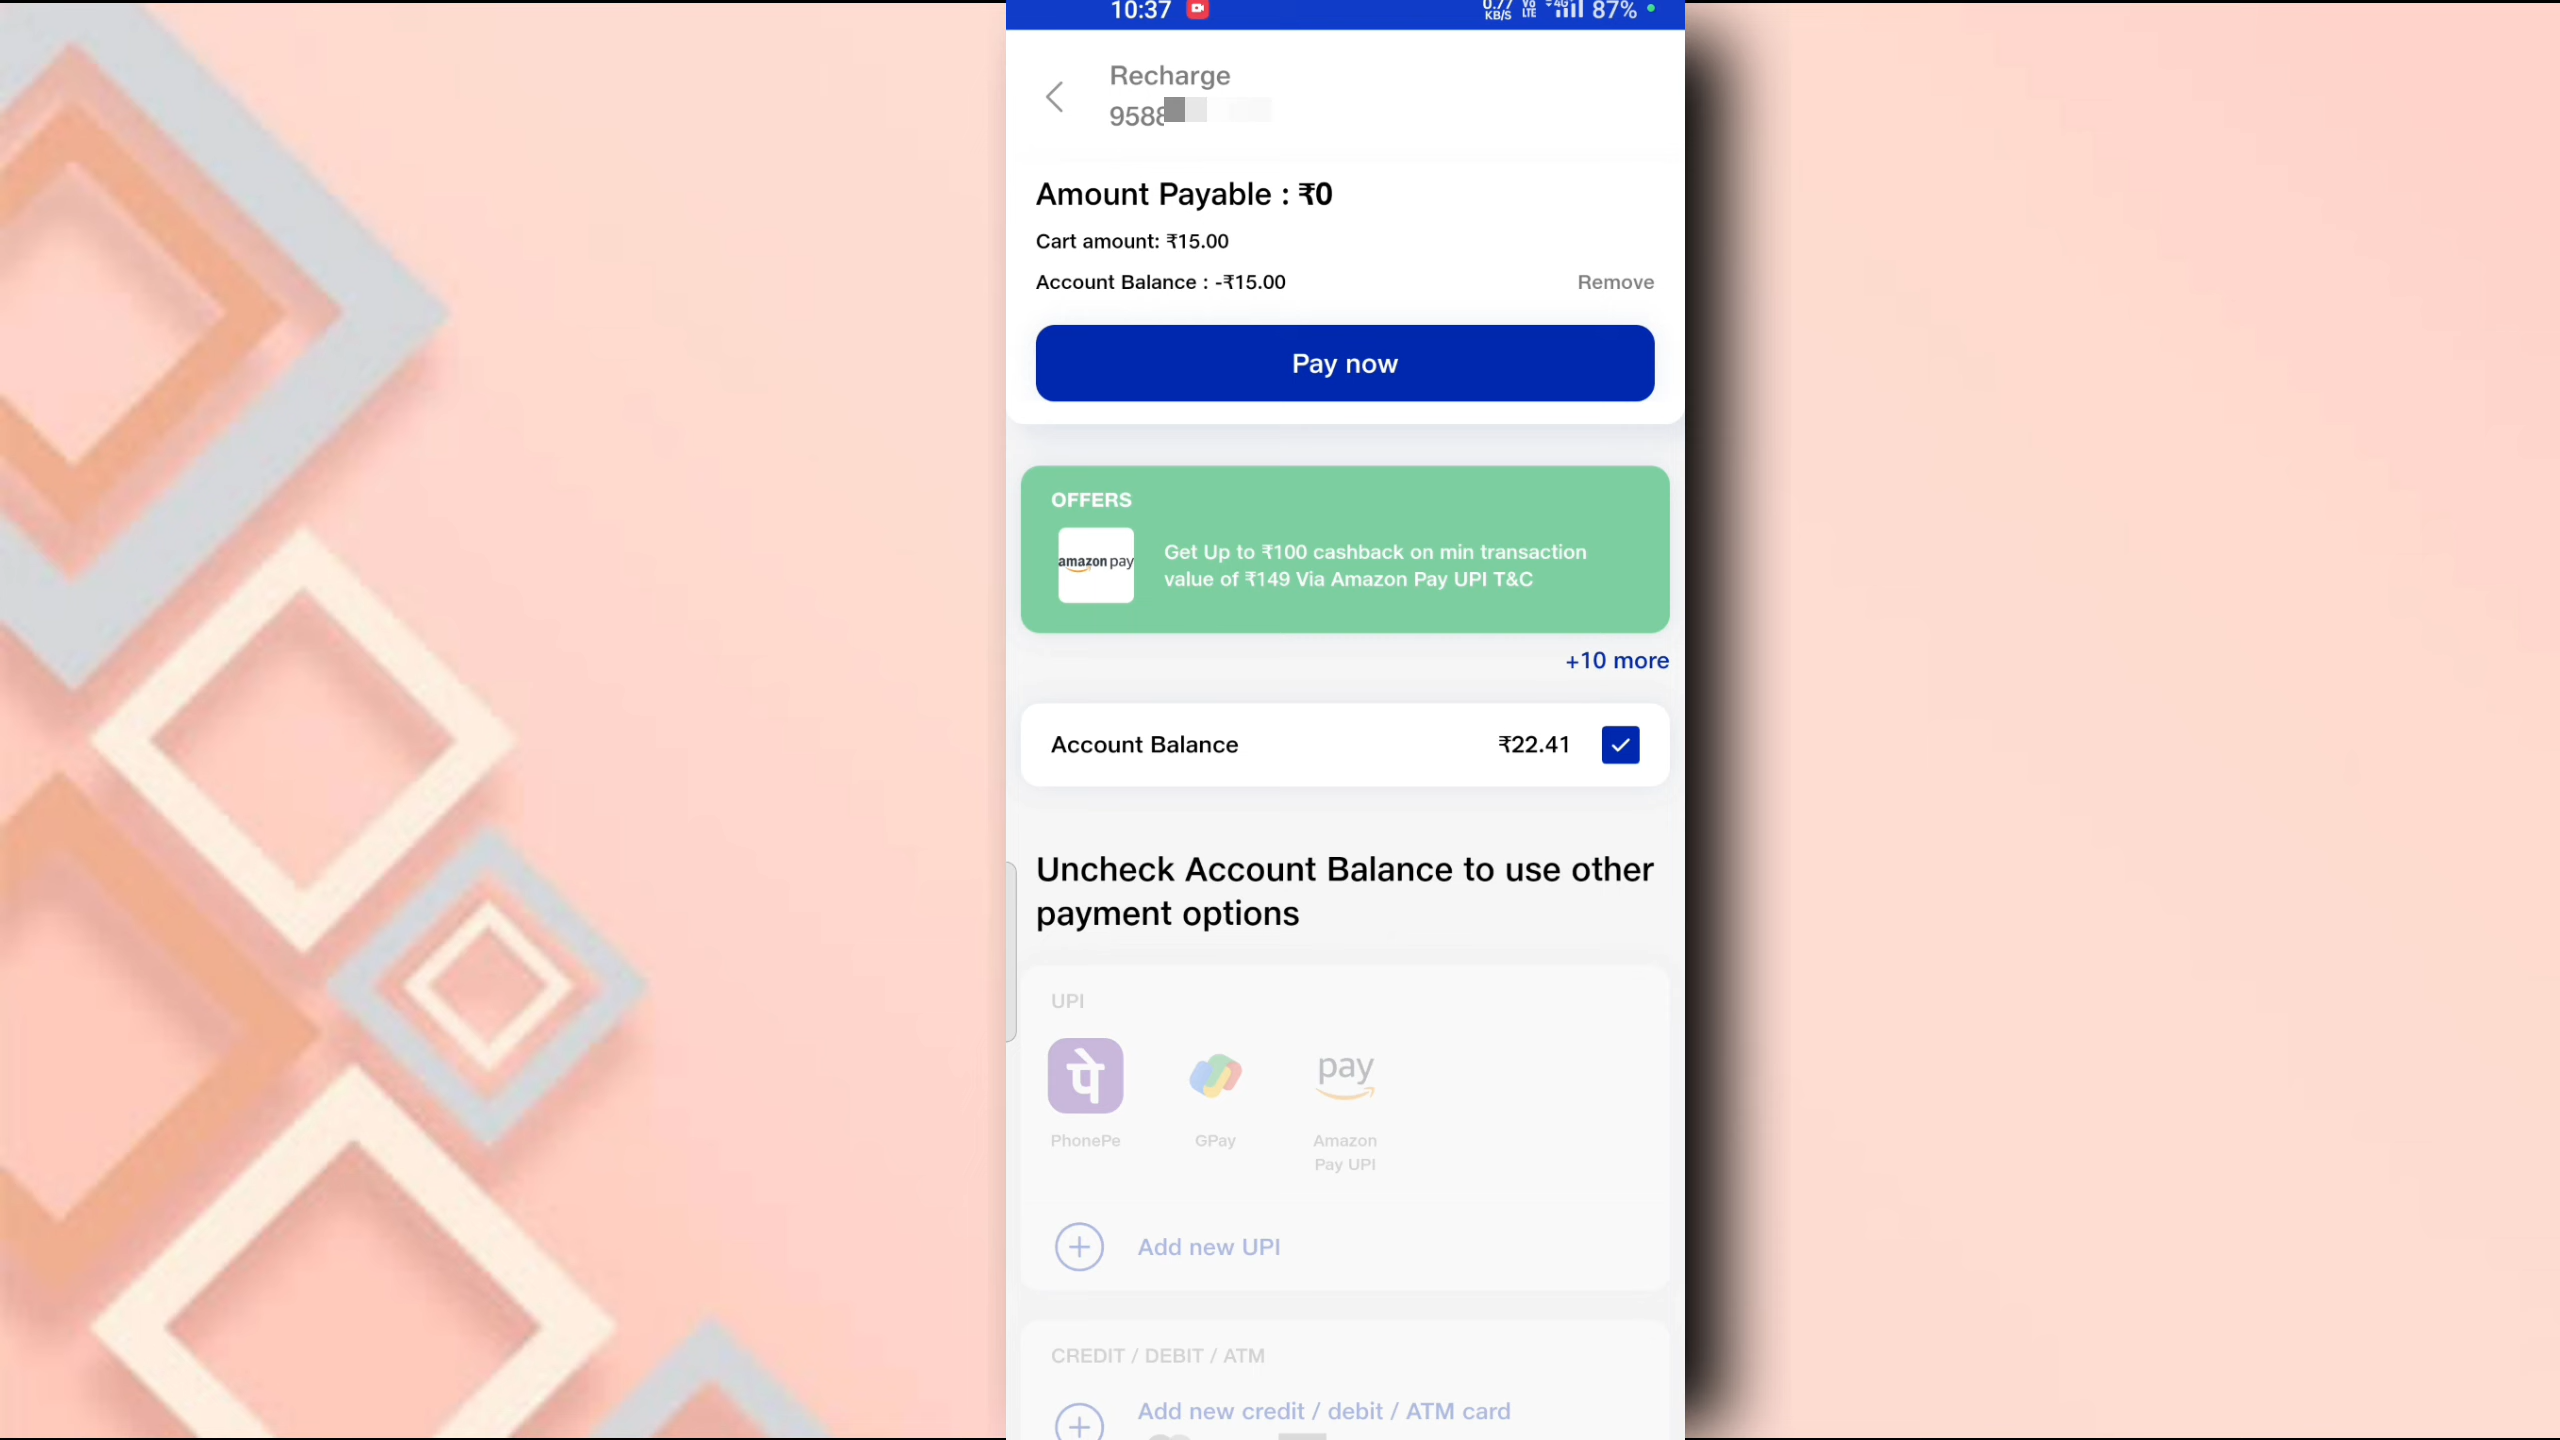 10:37
KB/S
87%
Recharge
9588
Amount Payable : ₹0
Cart amount: ₹15.00
Account Balance : -₹15.00
Remove
Pay now
OFFERS
amazon pay
Get Up to ₹100 cashback on min transaction
value of ₹149 Via Amazon Pay UPI T&C
+10 more
Account Balance
₹22.41
Uncheck Account Balance to use other
payment options
UPI
पे
pay
PhonePe
GPay
Amazon
Pay UPI
Add new UPI
CREDIT / DEBIT / ATM
Add new credit / debit / ATM card